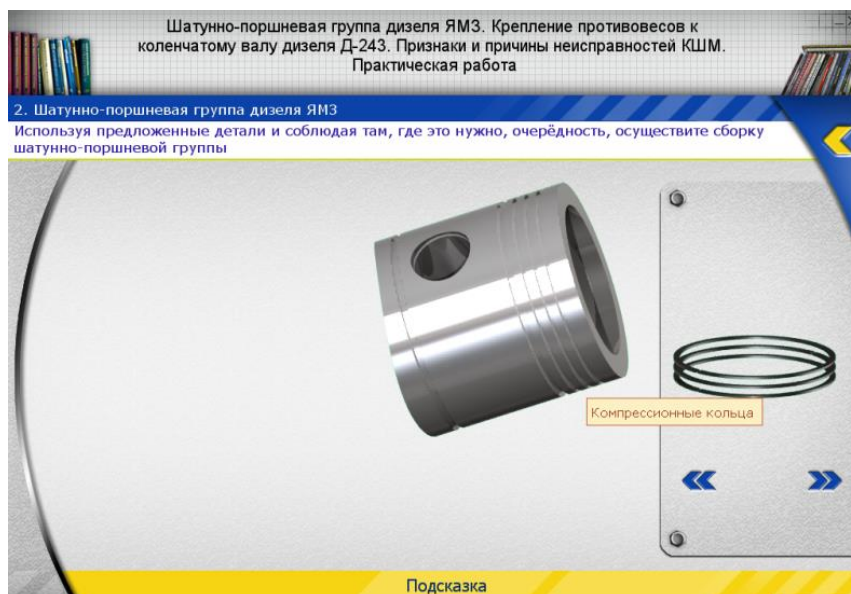 Шатунно-поршневая группа дизеля ЯМЗ. Крепление противовесов к
коленчатому валу дизеля Д-243. Признаки и причины неисправностей КШМ.
Практическая работа
2. Шатунно-поршневая группа дизеля ЯМЗ
Используя предложенные детали и соблюдая там, где это нужно, очерёдность, осуществите сборку
шатунно-поршневой группы
Компрессионные кольца
Подсказка